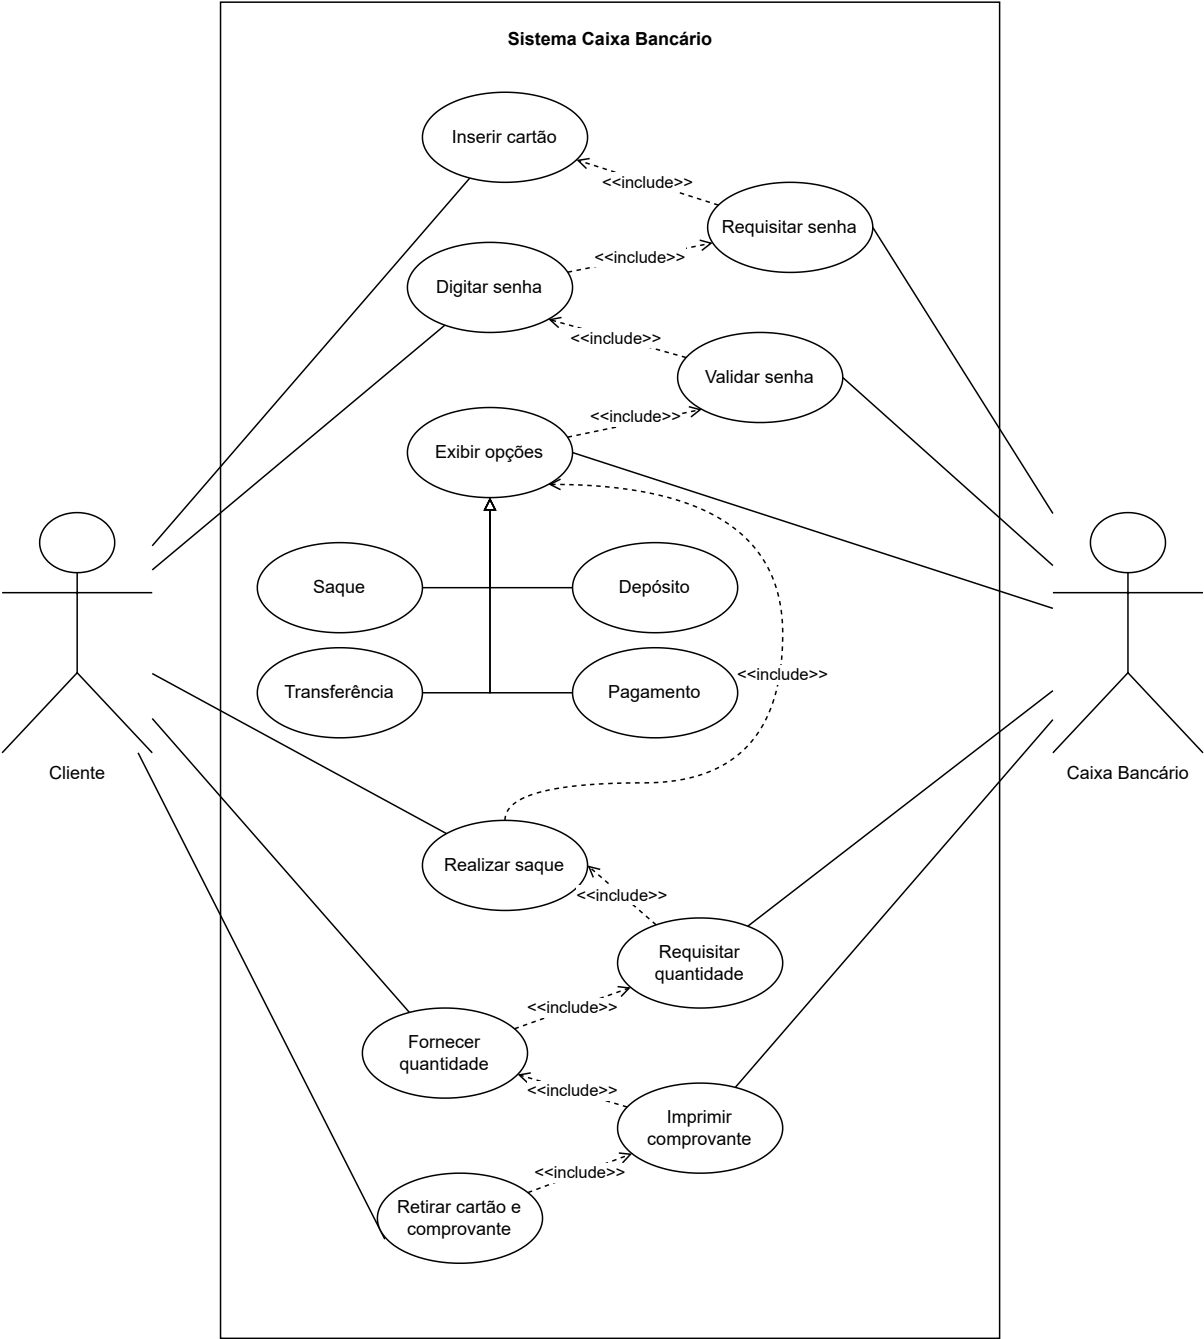 Sistema Caixa Bancário
Inserir cartão
<<include>>
Requisitar senha
<<include>>
Digitar senha
<<include>>
Validar senha
<<include>>
Exibir opções
Saque
Depósito
<<include>>
Transferência
Pagamento
Cliente
Caixa Bancário
Realizar saque
<<include>>
Requisitar
quantidade
<<include>>
Fornecer
quantidade
<<include>>
Imprimir
comprovante
<<include>>
Retirar cartão e
comprovante